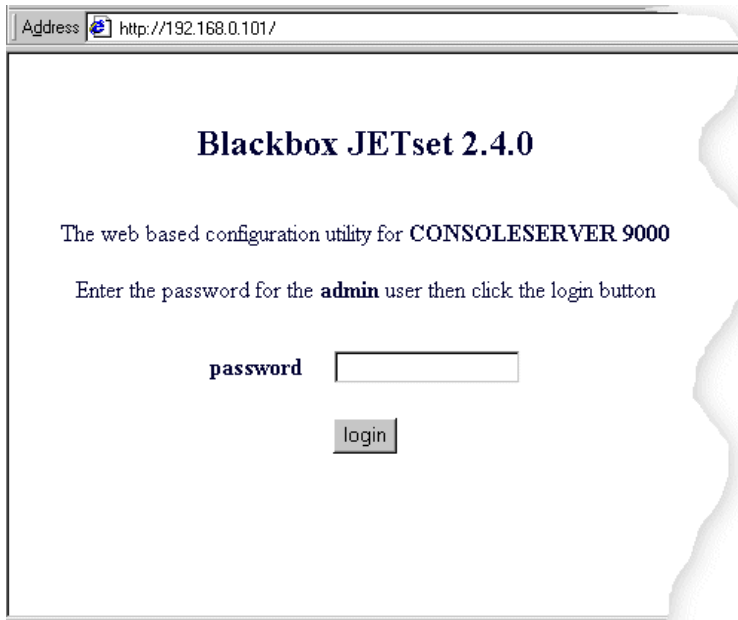 Address http://192.168.0.101/
Blackbox JETset 2.4.0
The web based configuration utility for CONSOLESERVER 9000
Enter the password for the admin user then click the login button
password
login